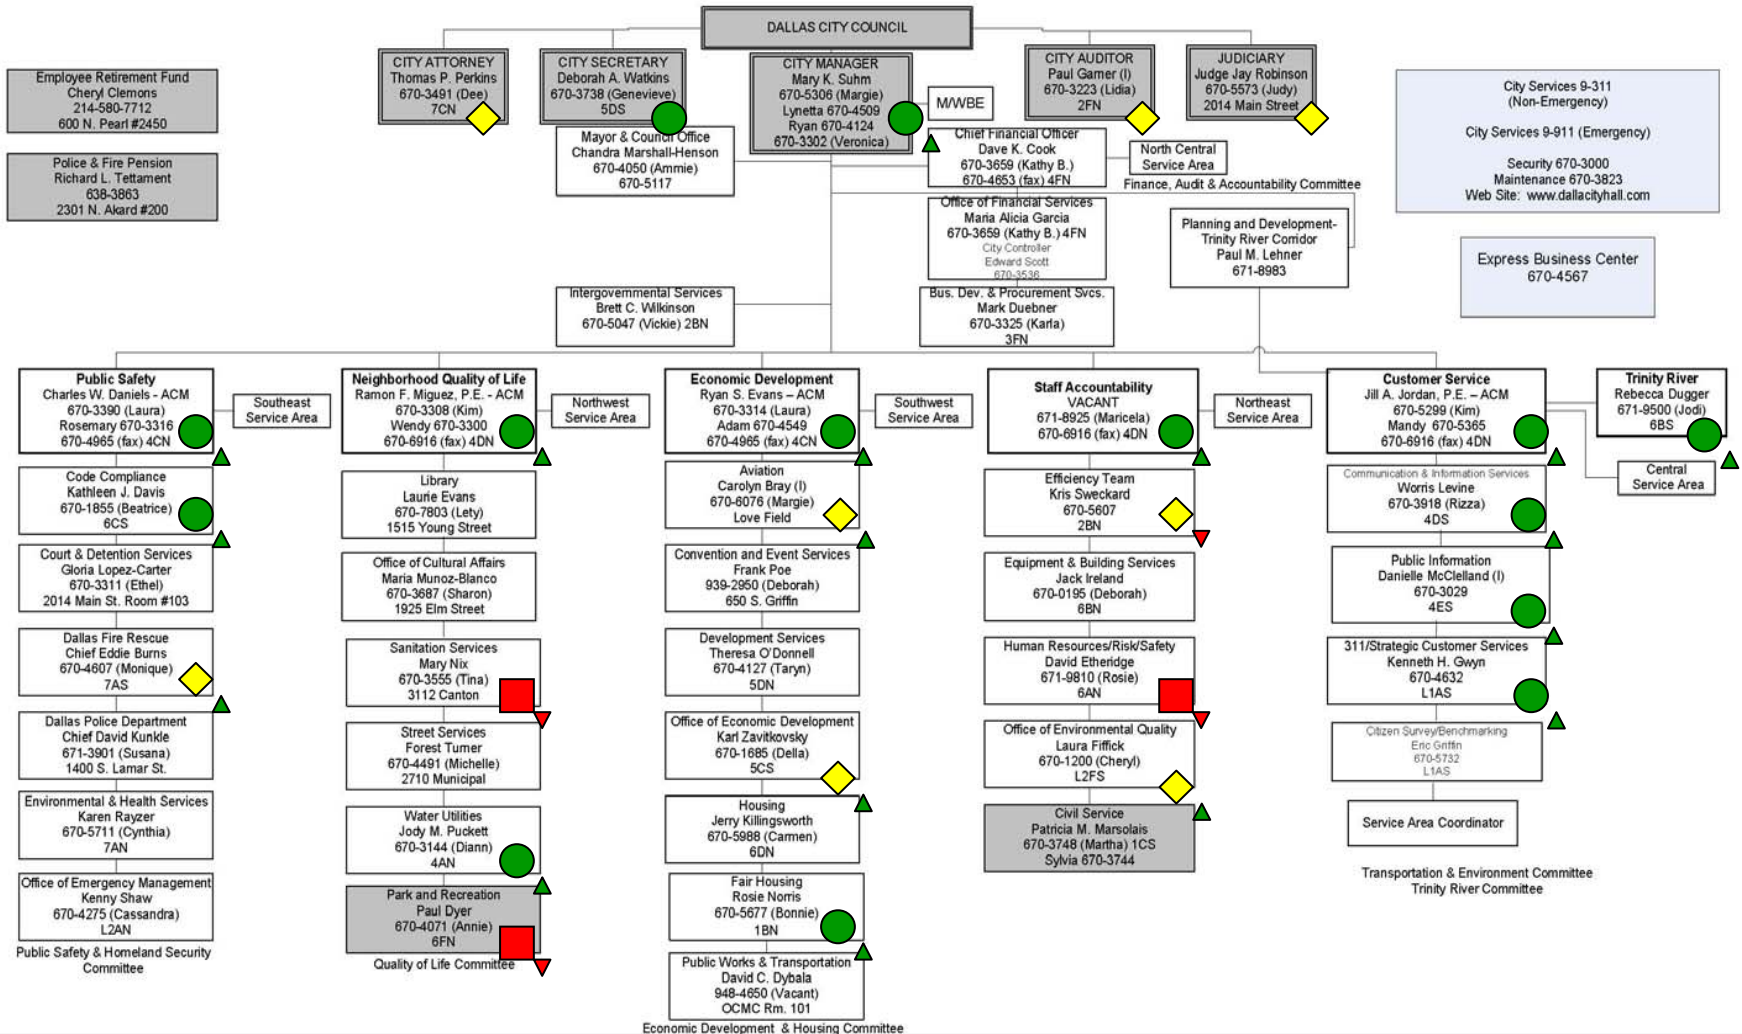 DALLAS CITY COUNCIL
CITY ATTORNEY
Thomas P. Perkins
670-3491 (Dee)
7CN
CITY SECRETARY
Deborah A. Watkins
670-3738 (Genevieve)
5DS
CITY MANAGER
Mary K. Suhm
670-5306 (Margie)
Lynetta 670-4509
Ryan 670-4124
670-3302 (Veronica)
M/WBE
CITY AUDITOR
Paul Garner (I)
670-3223 (Lidia)
2FN
JUDICIARY
Judge Jay Robinson
670-5573 (Judy)
2014 Main Street
Employee Retirement Fund
Cheryl Clemons
214-580-7712
600 N. Pearl #2450
Police & Fire Pension
Richard L. Tettament
638-3863
2301 N. Akard #200
City Services 9-311
(Non-Emergency)
City Services 9-911 (Emergency)
Security 670-3000
Maintenance 670-3823
Web Site: www.dallacityhall.com
Express Business Center
670-4567
Mayor & Council Office
Chandra Marshall-Henson
670-4050 (Ammie)
670-5117
Chief Financial Officer
Dave K. Cook
670-3659 (Kathy B.)
670-4653 (fax) 4FN
North Central
Service Area
Finance, Audit & Accountability Committee
Office of Financial Services
Maria Alicia Garcia
670-3659 (Kathy B.) 4FN
City Controller
Edward Scott
670-3536
Planning and Development-
Trinity River Corridor
Paul M. Lehner
671-8983
Intergovernmental Services
Brett C. Wilkinson
670-5047 (Vickie) 2BN
Bus. Dev. & Procurement Svcs.
Mark Duebner
670-3325 (Karla)
3FN
Public Safety
Charles W. Daniels - ACM
670-3390 (Laura)
Rosemary 670-3316
670-4965 (fax) 4CN
Southeast
Service Area
Code Compliance
Kathleen J. Davis
670-1855 (Beatrice)
6CS
Court & Detention Services
Gloria Lopez-Carter
670-3311 (Ethel)
2014 Main St. Room #103
Dallas Fire Rescue
Chief Eddie Burns
670-4607 (Monique)
7AS
Dallas Police Department
Chief David Kunkle
671-3901 (Susana)
1400 S. Lamar St.
Environmental & Health Services
Karen Rayzer
670-5711 (Cynthia)
7AN
Office of Emergency Management
Kenny Shaw
670-4275 (Cassandra)
L2AN
Public Safety & Homeland Security
Committee
Neighborhood Quality of Life
Ramon F. Miguez, P.E. - ACM
670-3308 (Kim)
Wendy 670-3300
670-6916 (fax) 4DN
Northwest
Service Area
Library
Laurie Evans
670-7803 (Lety)
1515 Young Street
Office of Cultural Affairs
Maria Munoz-Blanco
670-3687 (Sharon)
1925 Elm Street
Sanitation Services
Mary Nix
670-3555 (Tina)
3112 Canton
Street Services
Forest Turner
670-4491 (Michelle)
2710 Municipal
Water Utilities
Jody M. Puckett
670-3144 (Diann)
4AN
Park and Recreation
Paul Dyer
670-4071 (Annie)
6FN
Quality of Life Committee
Economic Development
Ryan S. Evans – ACM
670-3314 (Laura)
Adam 670-4549
670-4965 (fax) 4CN
Southwest
Service Area
Aviation
Carolyn Bray (I)
670-6076 (Margie)
Love Field
Convention and Event Services
Frank Poe
939-2950 (Deborah)
650 S. Griffin
Development Services
Theresa O'Donnell
670-4127 (Taryn)
5DN
Office of Economic Development
Karl Zavitkovsky
670-1685 (Della)
5CS
Housing
Jerry Killingsworth
670-5988 (Carmen)
6DN
Fair Housing
Rosie Norris
670-5677 (Bonnie)
1BN
Public Works & Transportation
David C. Dybala
948-4650 (Vacant)
OCMC Rm. 101
Economic Development & Housing Committee
Staff Accountability
VACANT
671-8925 (Maricela)
670-6916 (fax) 4DN
Northeast
Service Area
Efficiency Team
Kris Sweckard
670-5607
2BN
Equipment & Building Services
Jack Ireland
670-0195 (Deborah)
6BN
Human Resources/Risk/Safety
David Etheridge
671-9810 (Rosie)
6AN
Office of Environmental Quality
Laura Fiffick
670-1200 (Cheryl)
L2FS
Civil Service
Patricia M. Marsolais
670-3748 (Martha) 1CS
Sylvia 670-3744
Customer Service
Jill A. Jordan, P.E. – ACM
670-5299 (Kim)
Mandy 670-5365
670-6916 (fax) 4DN
Trinity River
Rebecca Dugger
671-9500 (Jodi)
6BS
Central
Service Area
Communication & Information Services
Worris Levine
670-3918 (Rizza)
4DS
Public Information
Danielle McClelland (I)
670-3029
4ES
311/Strategic Customer Services
Kenneth H. Gwyn
670-4632
L1AS
Citizen Survey/Benchmarking
Eric Griffin
670-5732
L1AS
Service Area Coordinator
Transportation & Environment Committee
Trinity River Committee